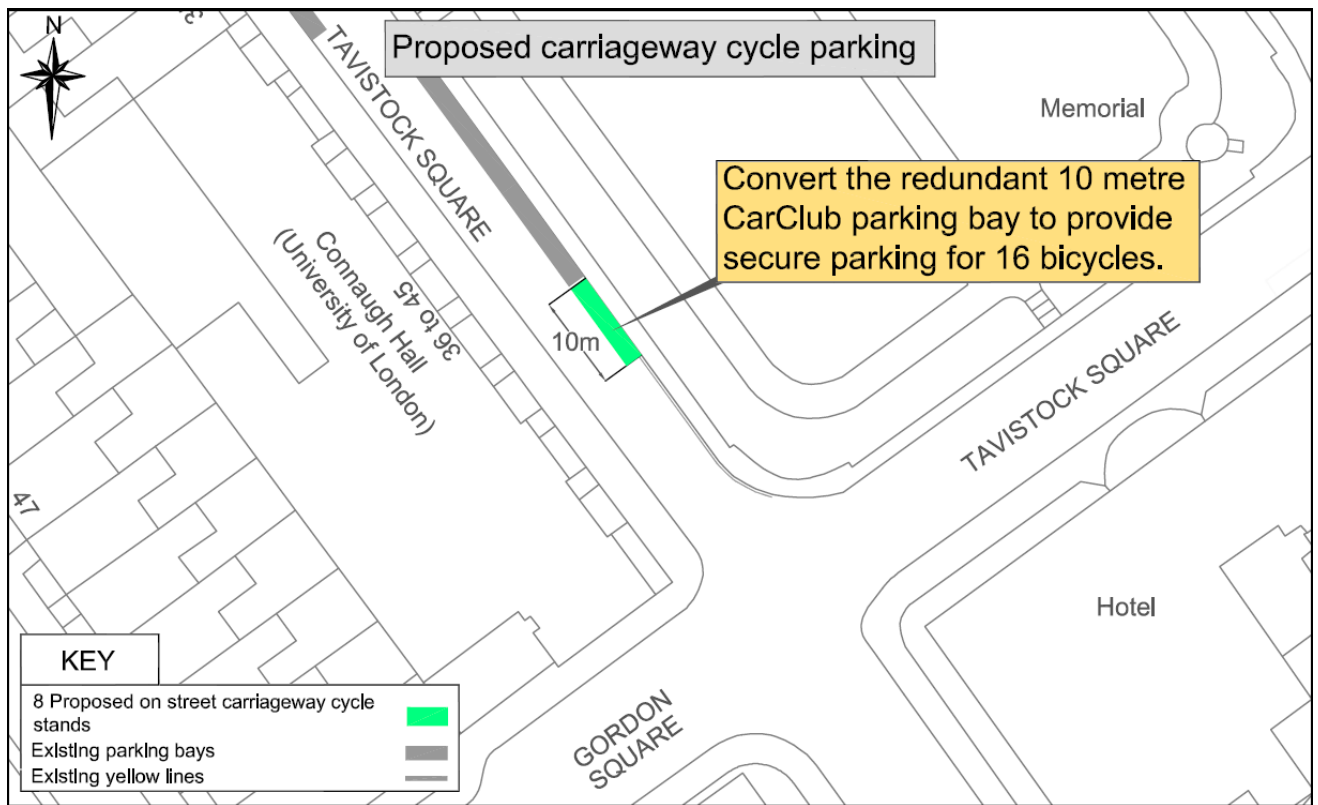 N
Proposed carriageway cycle parking
TAVISTOCK SQUARE
Memorial
Convert the redundant 10 metre
CarClub parking bay to provide
secure parking for 16 bicycles.
36 to 45
Connaugh Hall
(University of London)
10m
TAVISTOCK SQUARE
47
Hotel
GORDON
SQUARE
KEY
8 Proposed on street carriageway cycle
stands
Existing parking bays
Existing yellow lines